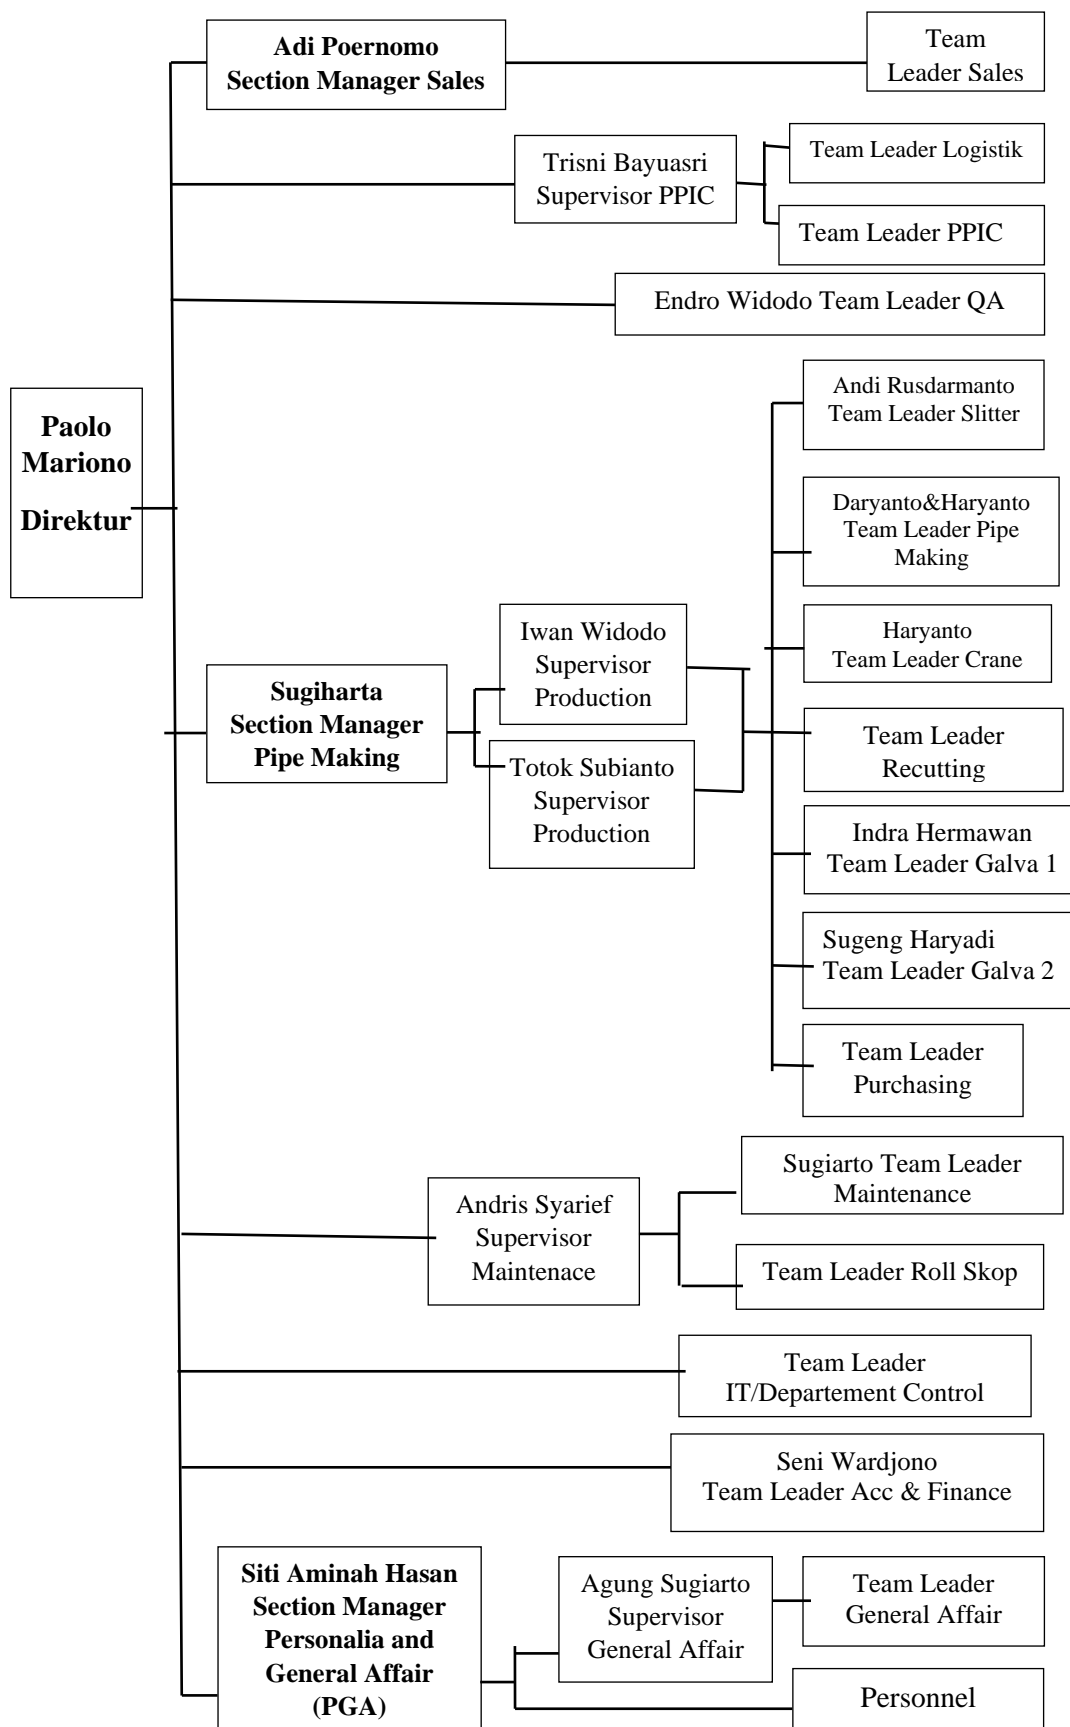 Adi Poernomo
Section Manager Sales
Team
Leader Sales
Trisni Bayuasri
Supervisor PPIC
Team Leader Logistik
Team Leader PPIC
Endro Widodo Team Leader QA
Paolo
Mariono
Direktur
Andi Rusdarmanto
Team Leader Slitter
Daryanto&Haryanto
Team Leader Pipe
Making
Iwan Widodo
Supervisor
Production
Haryanto
Team Leader Crane
Sugiharta
Section Manager
Pipe Making
Totok Subianto
Supervisor
Production
Team Leader
Recutting
Indra Hermawan
Team Leader Galva 1
Sugeng Haryadi
Team Leader Galva 2
Team Leader
Purchasing
Andris Syarief
Supervisor
Maintenace
Sugiarto Team Leader
Maintenance
Team Leader Roll Skop
Team Leader
IT/Departement Control
Seni Wardjono
Team Leader Acc & Finance
Siti Aminah Hasan
Section Manager
Personalia and
General Affair
(PGA)
Agung Sugiarto
Supervisor
General Affair
Team Leader
General Affair
Personnel